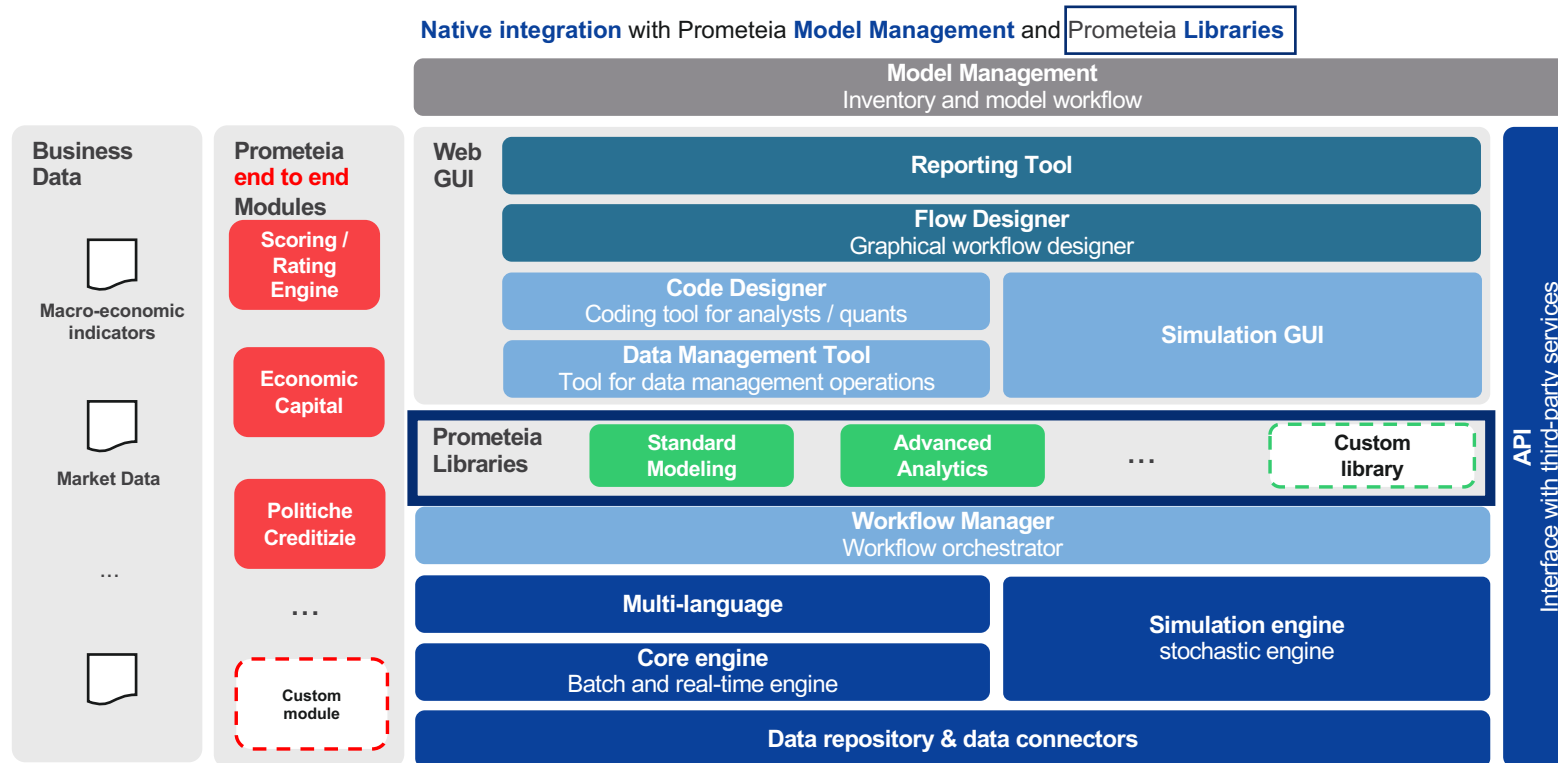 Native integration with Prometeia Model Management and Prometeia Libraries
Model Management
Inventory and model workflow
Business
Data
Macro-economic
indicators
Market Data
...
Prometeia
end to end
Modules
Scoring /
Rating
Engine
Economic
Capital
Politiche
Creditizie
...
Custom
module
Web
GUI
Reporting Tool
Flow Designer
Graphical workflow designer
Code Designer
Coding tool for analysts / quants
Data Management Tool
Tool for data management operations
Simulation GUI
Prometeia
Libraries
Standard
Modeling
Advanced
Analytics
...
Custom
library
Workflow Manager
Workflow orchestrator
Multi-language
Core engine
Batch and real-time engine
Simulation engine
stochastic engine
Data repository & data connectors
API
Interface with third-party services